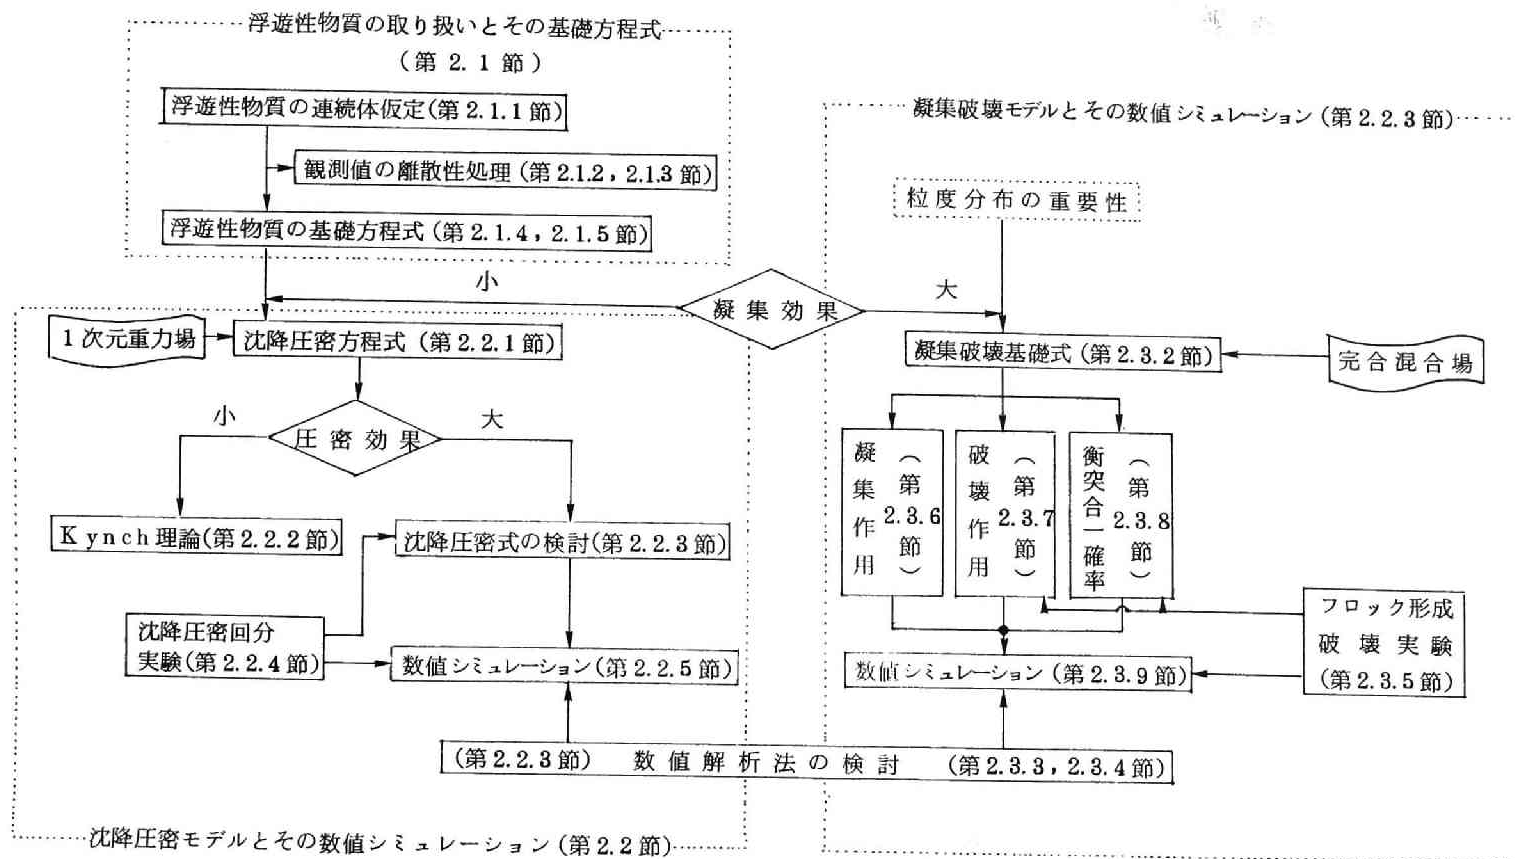 浮遊性物質の取り扱いとその基礎方程式
(第2.1節)
浮遊性物質の連続体仮定(第2.1.1節)
観測値の離散性処理(第2.1.2,2.1.3節)
浮遊性物質の基礎方程式(第2.1.4,2.1.5節)
凝集破壊モデルとその数値シミュレーション(第2.2.3節)
粒度分布の重要性
小
凝集効果
大
1次元重力場
沈降圧密方程式(第2.2.1節)
凝集破壊基礎式(第2.3.2節)
完合混合場
小
圧密効果
大
Kynch理論(第2.2.2節)
沈降圧密式の検討(第2.2.3節)
凝集作用
(第2.3.6節)
破壊作用
(第2.3.7節)
衡突合一確率
(第2.3.8節)
沈降圧密回分
実験(第2.2.4節)
数値シミュレーション(第2.2.5節)
数値シミュレーション(第2.3.9節)
フロック形成
破壊実験
(第2.3.5節)
(第2.2.3節) 数値解析法の検討 (第2.3.3,2.3.4節)
沈降圧密モデルとその数値シミュレーション(第2.2節)